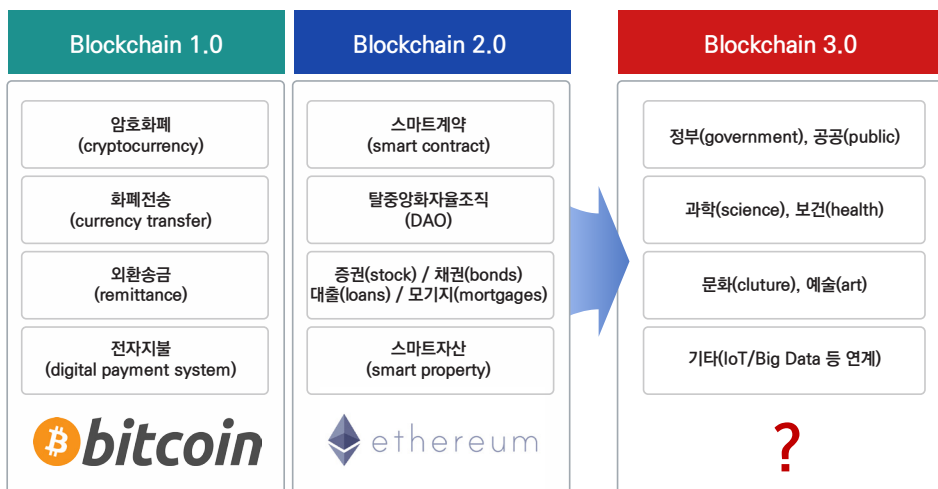 Blockchain 1.0
암호화폐
(cryptocurrency)
화폐전송
(currency transfer)
외환송금
(remittance)
전자지불
(digital payment system)
bitcoin
Blockchain 2.0
스마트계약
(smart contract)
탈중앙화자율조직
(DAO)
증권(stock) / 채권(bonds)
대출(loans) / 모기지(mortgages)
스마트자산
(smart property)
ethereum
Blockchain 3.0
정부(government), 공공(public)
과학(science), 보건(health)
문화(cluture), 예술(art)
기타(IoT/Big Data 등 연계)
?